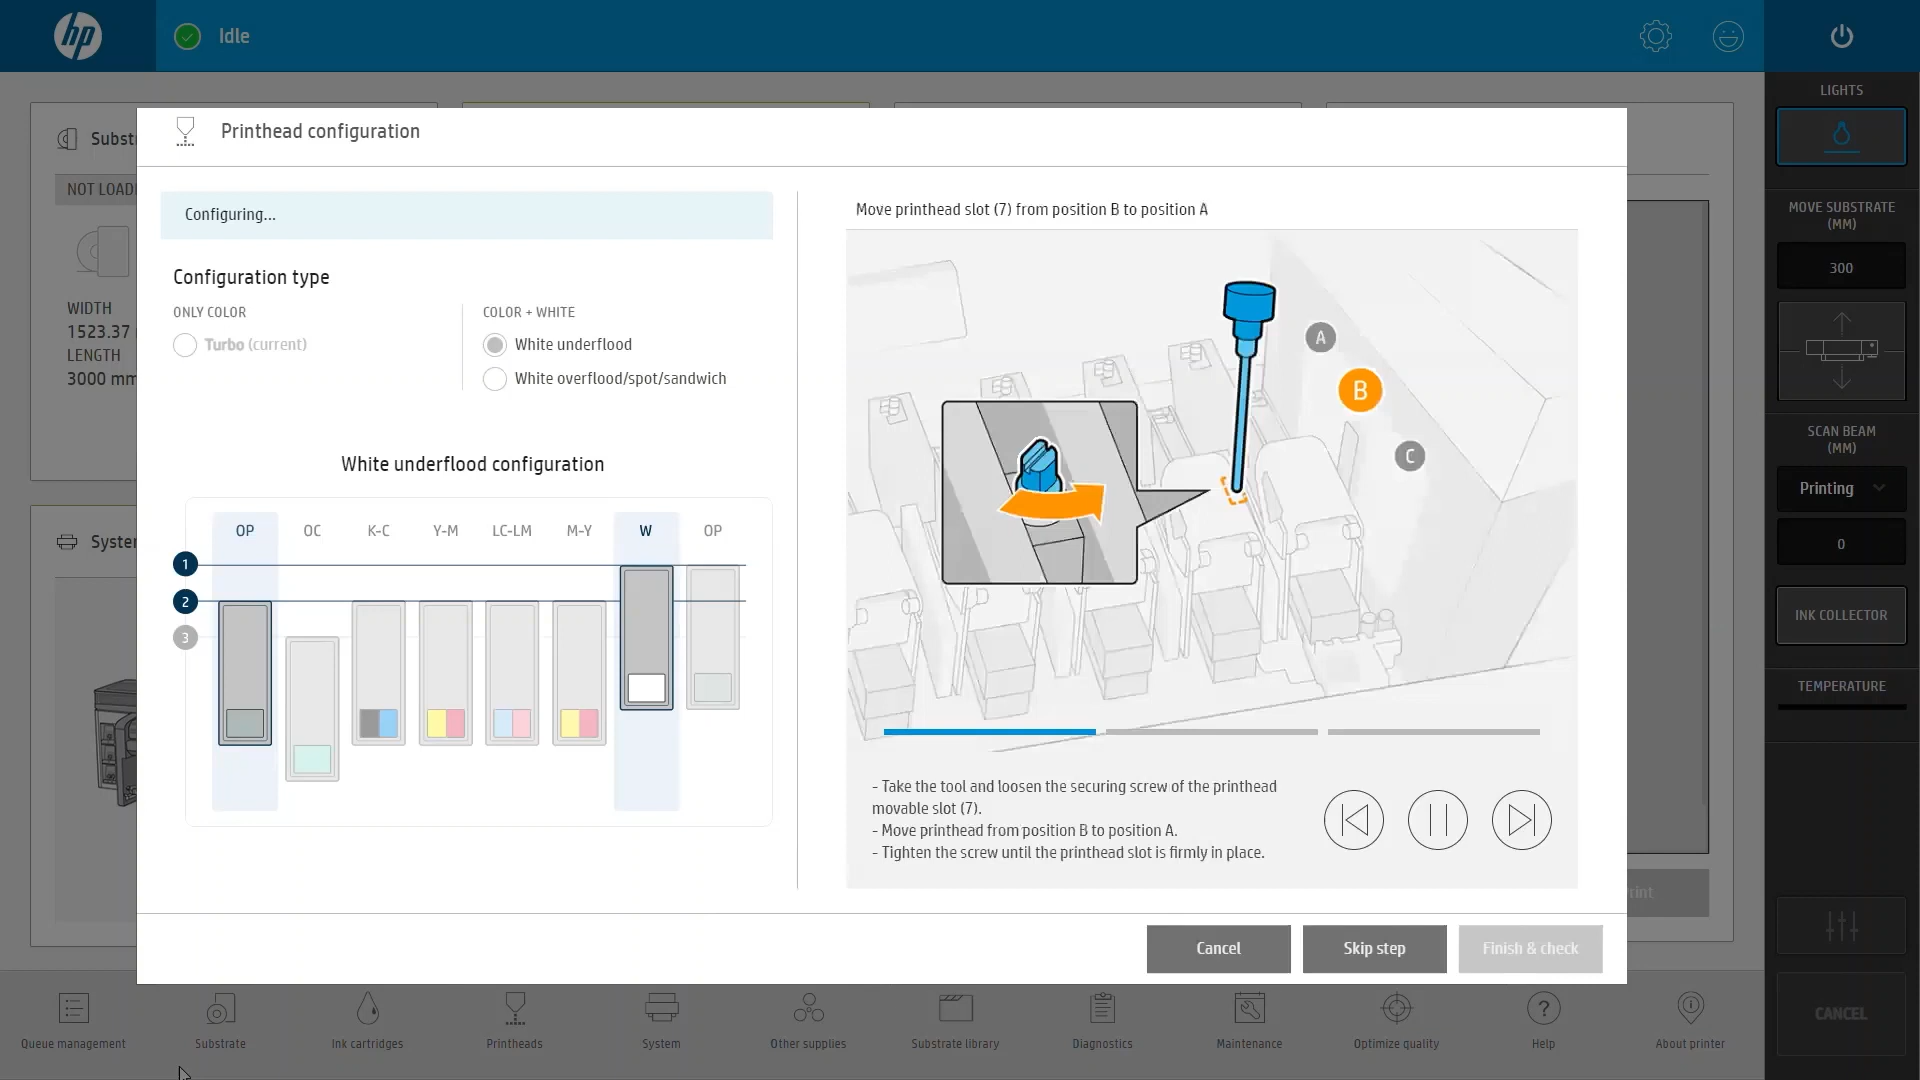 hp
Idle
LIGHTS
Substr
Printhead configuration
NOT LOAD
MOVE SUBSTRATE
(MM)
300
Configuring...
Move printhead slot (7) from position B to position A
Configuration type
ONLY COLOR
COLOR + WHITE
Turbo (current)
White underflood
White overflood/spot/sandwich
WIDTH
1523.37
LENGTH
3000 mm
A
B
C
SCAN BEAM
(MM)
Printing
0
White underflood configuration
Syster
OP
OC
K-C
Y-M
LC-LM
M-Y
W
OP
1
2
3
INK COLLECTOR
TEMPERATURE
- Take the tool and loosen the securing screw of the printhead
movable slot (7).
- Move printhead from position B to position A.
- Tighten the screw until the printhead slot is firmly in place.
rint
Cancel
Skip step
Finish & check
Queue management
Substrate
Ink cartridges
Printheads
System
Other supplies
Substrate library
Diagnostics
Maintenance
Optimize quality
?
Help
About printer
CANCEL